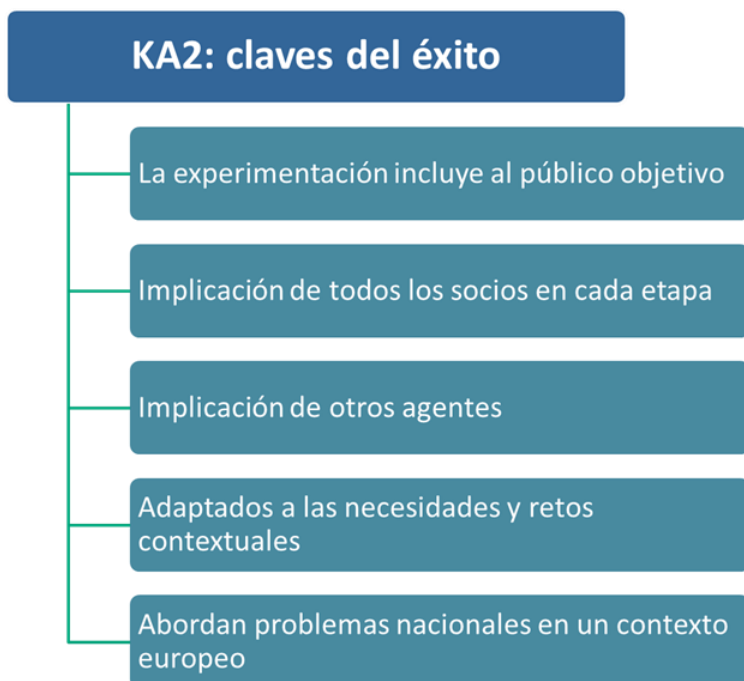 KA2: claves del éxito
La experimentación incluye al público objetivo
Implicación de todos los socios en cada etapa
Implicación de otros agentes
Adaptados a las necesidades y retos
contextuales
Abordan problemas nacionales en un contexto
europeo